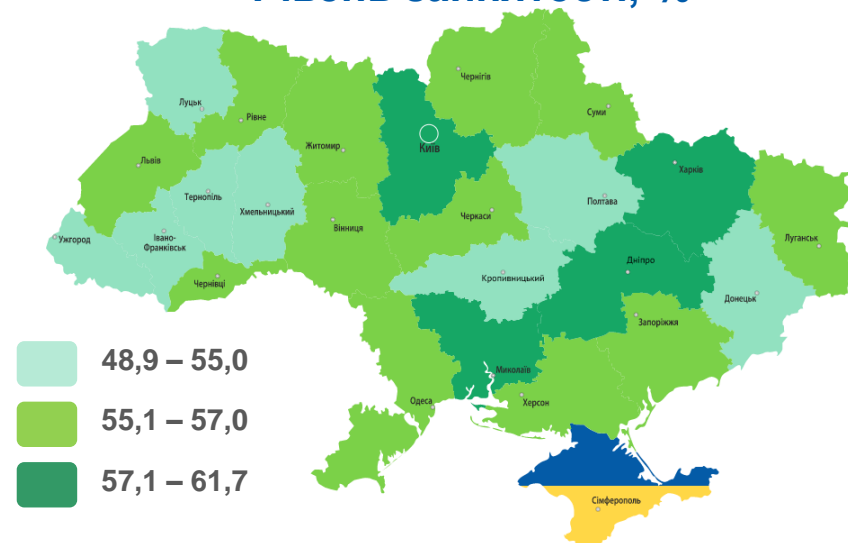 Рівень зайнятості, %
Чернігів
Луцьк
Суми
Рівне
Житомир
Київ
Львів
Харків
Тернопіль
Хмельницький
Полтава
Черкаси
Вінниця
Ужгород
Івано-
Франківськ
Луганськ
Дніпро
Кропивницький
Чернівці
Донецьк
Запоріжжя
Миколаїв
Одеса
Херсон
Сімферополь
48,9 – 55,0
55,1 – 57,0
57,1 – 61,7